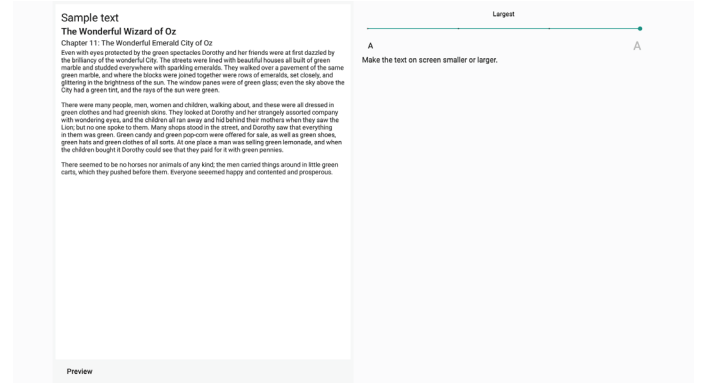 Sample text
The Wonderful Wizard of Oz
Chapter 11: The Wonderful Emerald City of Oz
Even with eyes protected by the green spectacles Dorothy and her friends were at first dazzled by
the brilliancy of the wonderful City. The streets were lined with beautiful houses all built of green
marble and studded everywhere with sparkling emeralds. They walked over a pavement of the same
green marble, and where the blocks were joined together were rows of emeralds, set closely, and
glittering in the brightness of the sun. The window panes were of green glass; even the sky above the
City had a green tint, and the rays of the sun were green.
There were many people, men, women and children, walking about, and these were all dressed in
green clothes and had greenish skins. They looked at Dorothy and her strangely assorted company
with wondering eyes, and the children all ran away and hid behind their mothers when they saw the
Lion; but no one spoke to them. Many shops stood in the street, and Dorothy saw that everything
in them was green. Green candy and green pop-corn were offered for sale, as well as green shoes,
green hats and green clothes of all sorts. At one place a man was selling green lemonade, and when
the children bought it Dorothy could see that they paid for it with green pennies.
There seemed to be no horses nor animals of any kind; the men carried things around in little green
carts, which they pushed before them. Everyone seeemed happy and contented and prosperous.
Preview
Largest
A A
Make the text on screen smaller or larger.